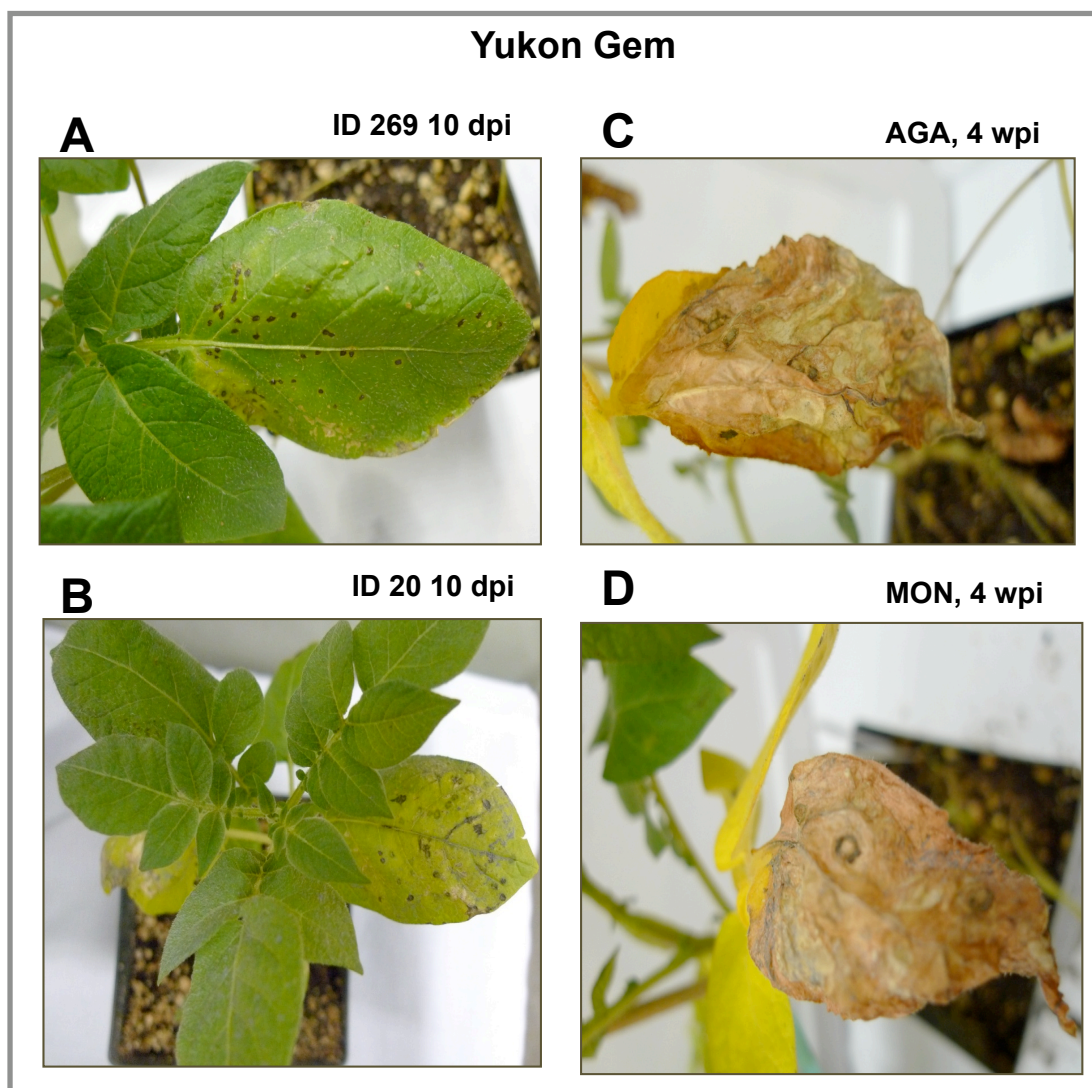 Yukon Gem
A
ID 269 10 dpi
C
AGA, 4 wpi
B
ID 20 10 dpi
D
MON, 4 wpi